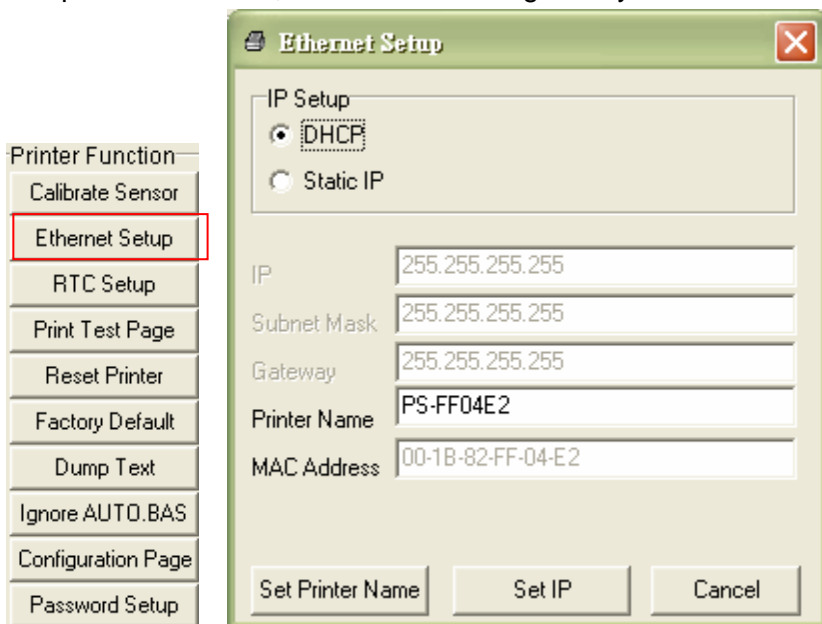 Printer Function
Calibrate Sensor
Ethernet Setup
RTC Setup
Print Test Page
Reset Printer
Factory Default
Dump Text
Ignore AUTO.BAS
Configuration Page
Password Setup
Ethernet Setup
IP Setup
DHCP
Static IP
IP 255.255.255.255
Subnet Mask 255.255.255.255
Gateway 255.255.255.255
Printer Name PS-FF04E2
MAC Address 00-1B-82-FF-04-E2
Set Printer Name Set IP Cancel